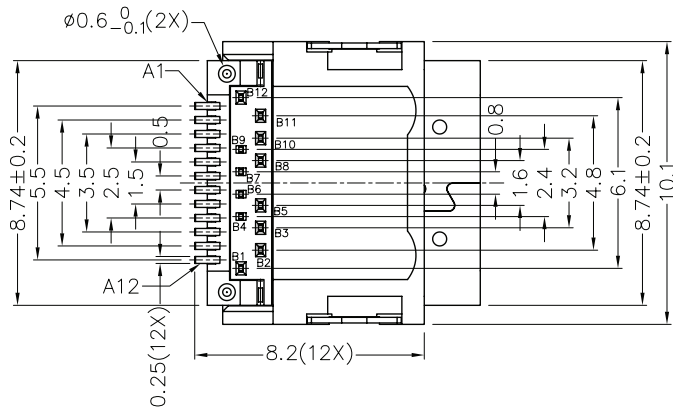 ø0.6 0 -0.1(2X)
A1
B12
B11
B9
B10
B8
B7
B6
B5
B4
B3
B1
B2
A12
8.74±0.2
5.5
4.5
3.5
2.5
1.5
0.5
0.8
1.6
2.4
3.2
4.8
6.1
8.74±0.2
10.1
0.25(12X)
8.2(12X)